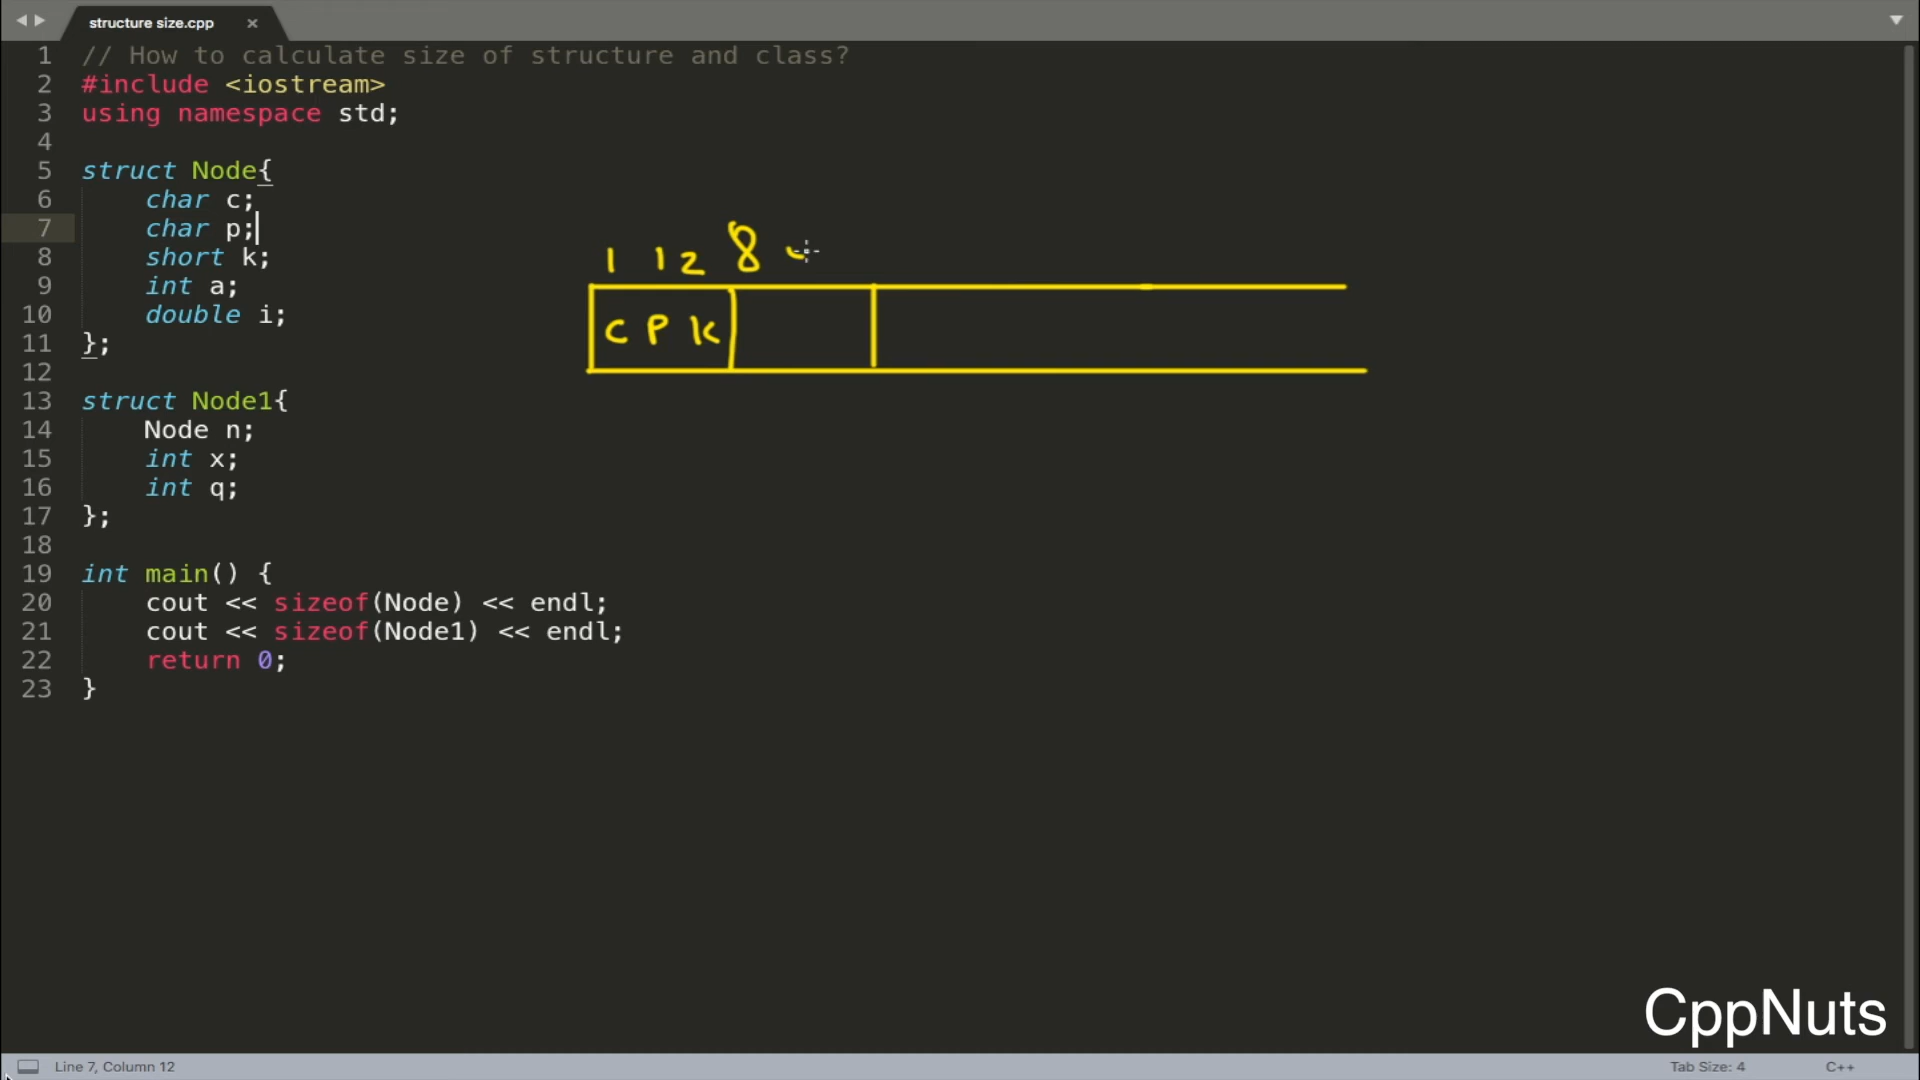 structure size.cpp ×
1 // How to calculate size of structure and class?
2 #include <iostream>
3 using namespace std;
4
5 struct Node{
6 char c;
7 char p;
8 short k;
9 int a;
10 double i;
11 };
12
13 struct Node1{
14 Node n;
15 int x;
16 int q;
17 };
18
19 int main() {
20 cout << sizeof(Node) << endl;
21 cout << sizeof(Node1) << endl;
22 return 0;
23 }
1 1 2 8
C P K
CppNuts
Line 7, Column 12 Tab Size: 4 C++